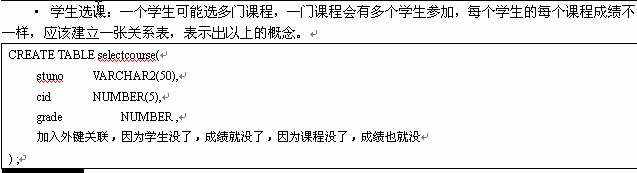 • 学生选课：一个学生可能选多门课程，一门课程会有多个学生参加，每个学生的每个课程成绩不
一样，应该建立一张关系表，表示出以上的概念。
CREATE TABLE selectcourse(
stuno VARCHAR2(50),
cid NUMBER(5),
grade NUMBER ,
加入外键关联，因为学生没了，成绩就没了，因为课程没了，成绩也就没
) ;